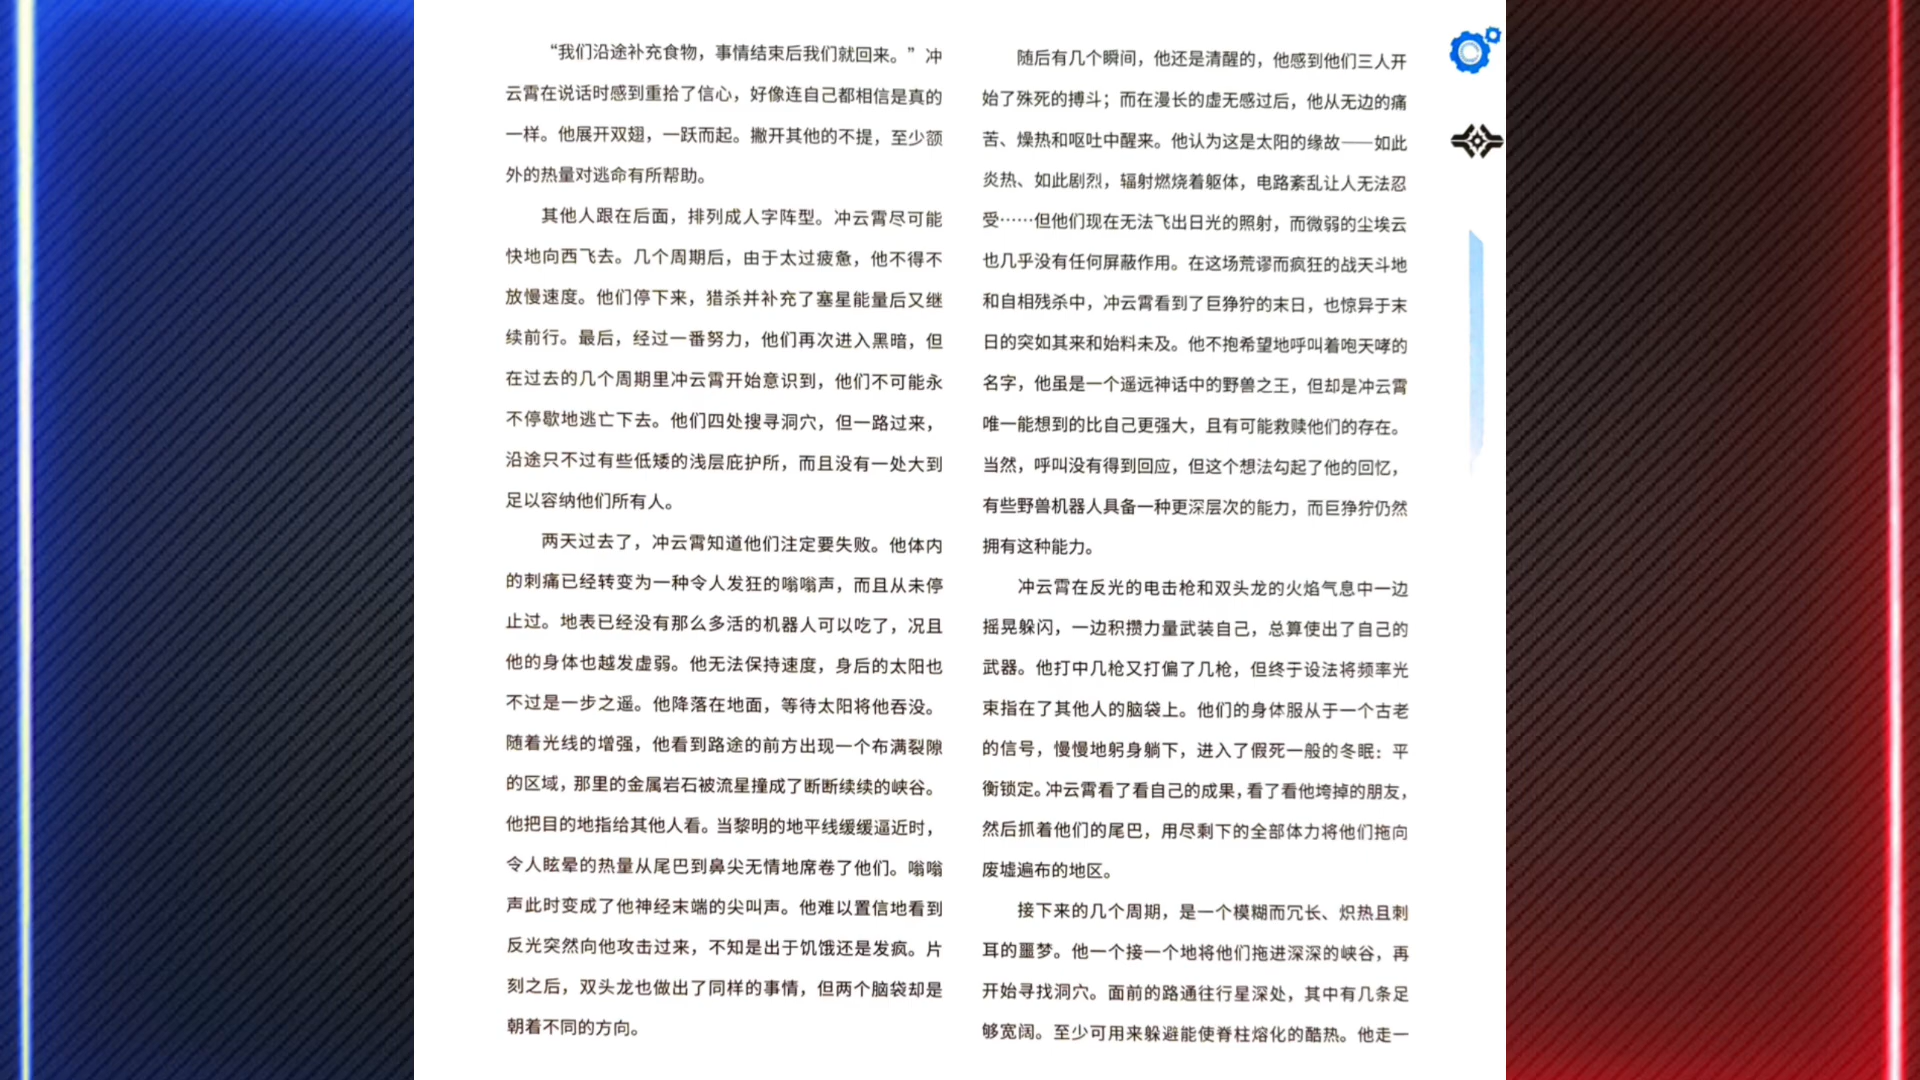 “我们沿途补充食物，事情结束后我们就回来。”冲
云霄在说话时感到重拾了信心，好像连自己都相信是真的
一样。他展开双翅，一跃而起。撇开其他的不提，至少额
外的热量对逃命有所帮助。
其他人跟在后面，排列成人字阵型。冲云霄尽可能
快地向西飞去。几个周期后，由于太过疲惫，他不得不
放慢速度。他们停下来，猎杀并补充了塞星能量后又继
续前行。最后，经过一番努力，他们再次进入黑暗，但
在过去的几个周期里冲云霄开始意识到，他们不可能永
不停歇地逃亡下去。他们四处搜寻洞穴，但一路过来，
沿途只不过有些低矮的浅层庇护所，而且没有一处大到
足以容纳他们所有人。
两天过去了，冲云霄知道他们注定要失败。他体内
的刺痛已经转变为一种令人发狂的嗡嗡声，而且从未停
止过。地表已经没有那么多活的机器人可以吃了，况且
他的身体也越发虚弱。他无法保持速度，身后的太阳也
不过是一步之遥。他降落在地面，等待太阳将他吞没。
随着光线的增强，他看到路途的前方出现一个布满裂隙
的区域，那里的金属岩石被流星撞成了断断续续的峡谷。
他把目的地指给其他人看。当黎明的地平线缓缓逼近时，
令人眩晕的热量从尾巴到鼻尖无情地席卷了他们。嗡嗡
声此时变成了他神经末端的尖叫声。他难以置信地看到
反光突然向他攻击过来，不知是出于饥饿还是发疯。片
刻之后，双头龙也做出了同样的事情，但两个脑袋却是
朝着不同的方向。
随后有几个瞬间，他还是清醒的，他感到他们三人开
始了殊死的搏斗；而在漫长的虚无感过后，他从无边的痛
苦、燥热和呕吐中醒来。他认为这是太阳的缘故——如此
炎热、如此剧烈，辐射燃烧着躯体，电路紊乱让人无法忍
受……但他们现在无法飞出日光的照射，而微弱的尘埃云
也几乎没有任何屏蔽作用。在这场荒谬而疯狂的战天斗地
和自相残杀中，冲云霄看到了巨狰狞的末日，也惊异于末
日的突如其来和始料未及。他不抱希望地呼叫着咆天哮的
名字，他虽是一个遥远神话中的野兽之王，但却是冲云霄
唯一能想到的比自己更强大，且有可能救赎他们的存在。
当然，呼叫没有得到回应，但这个想法勾起了他的回忆，
有些野兽机器人具备一种更深层次的能力，而巨狰狞仍然
拥有这种能力。
冲云霄在反光的电击枪和双头龙的火焰气息中一边
摇晃躲闪，一边积攒力量武装自己，总算使出了自己的
武器。他打中几枪又打偏了几枪，但终于设法将频率光
束指在了其他人的脑袋上。他们的身体服从于一个古老
的信号，慢慢地躬身躺下，进入了假死一般的冬眠：平
衡锁定。冲云霄看了看自己的成果，看了看他垮掉的朋友，
然后抓着他们的尾巴，用尽剩下的全部体力将他们拖向
废墟遍布的地区。
接下来的几个周期，是一个模糊而冗长、炽热且刺
耳的噩梦。他一个接一个地将他们拖进深深的峡谷，再
开始寻找洞穴。面前的路通往行星深处，其中有几条足
够宽阔。至少可用来躲避能使脊柱熔化的酷热。他走一